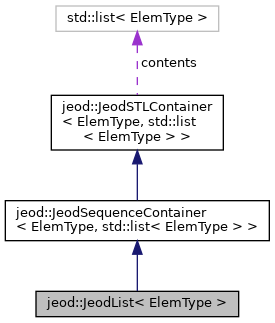 std::list< ElemType >
contents
jeod::JeodSTLContainer
< ElemType, std::list
< ElemType > >
jeod::JeodSequenceContainer
< ElemType, std::list< ElemType > >
jeod::JeodList< ElemType >